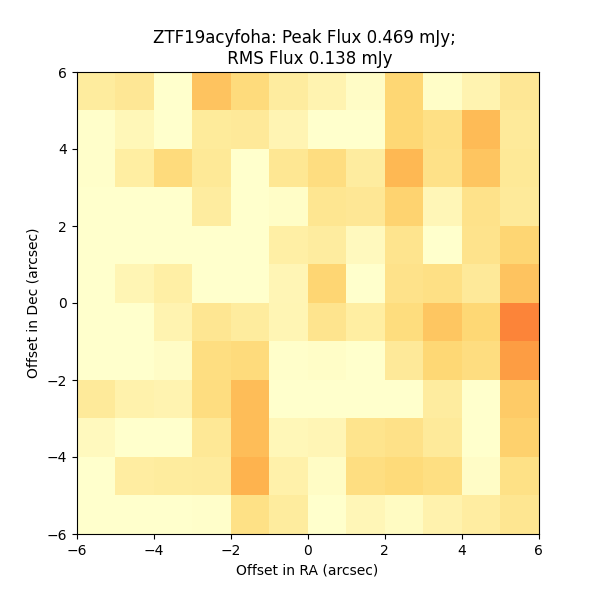 ZTF19acyfoha: Peak Flux 0.469 mJy;
RMS Flux 0.138 mJy
6
4
2
0
−2
−4
−6
Offset in Dec (arcsec)
−6 −4 −2 0 2 4 6
Offset in RA (arcsec)